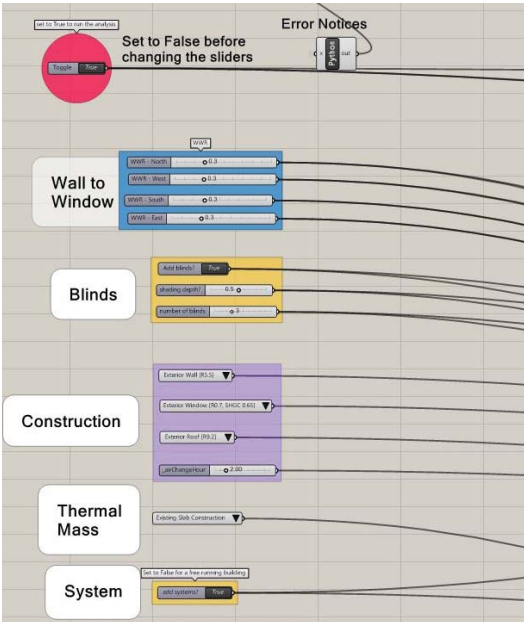 set to True to run the analysis
Error Notices
Set to False before
changing the sliders
x Python out
Toggle True
WWR
WWR - North 0.3
WWR - West 0.3
WWR - South 0.3
WWR - East 0.3
Wall to
Window
Add blinds? True
shading depth? 0.5
number of blinds 3
Blinds
Exterior Wall [R5.5]
Exterior Window [R0.7, SHGC 0.65]
Exterior Roof [R9.2]
_airChangeHour 2.00
Construction
Thermal
Mass
Existing Slab Construction
Set to False for a free running building
System
add systems? True